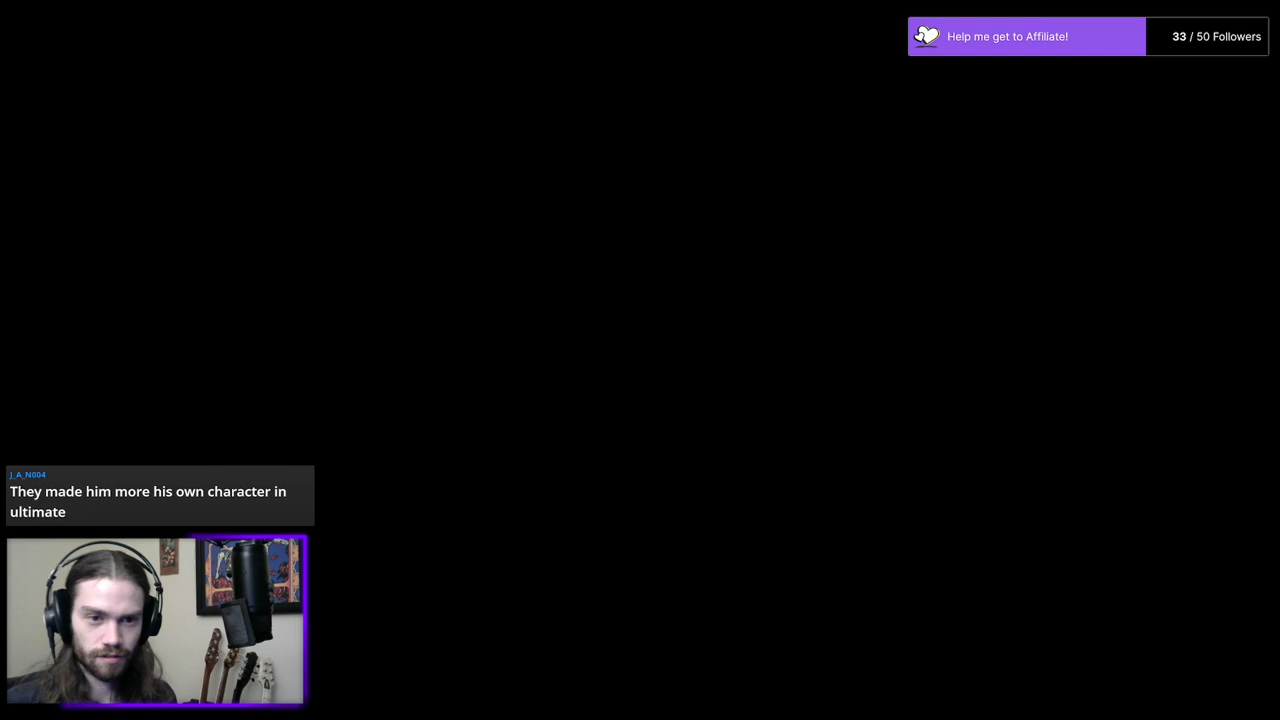 Help me get to Affiliate!
33 / 50 Followers
J_A_N004
They made him more his own character in
ultimate